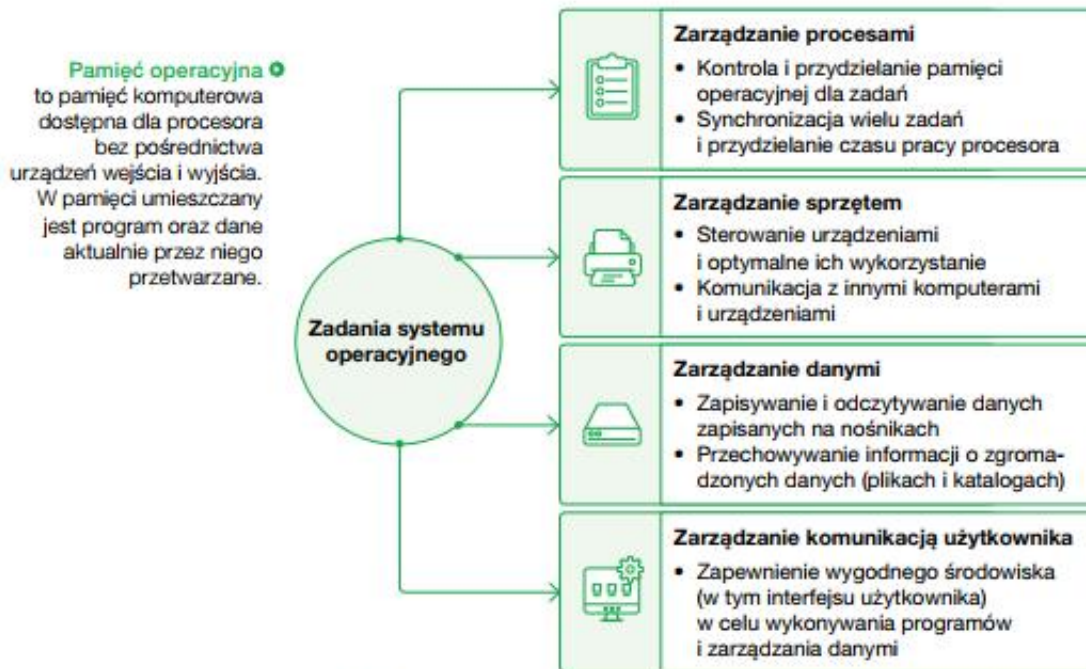 Pamięć operacyjna
to pamięć komputerowa
dostępna dla procesora
bez pośrednictwa
urządzeń wejścia i wyjścia.
W pamięci umieszczany
jest program oraz dane
aktualnie przez niego
przetwarzane.
Zadania systemu
operacyjnego
Zarządzanie procesami
• Kontrola i przydzielanie pamięci
operacyjnej dla zadań
• Synchronizacja wielu zadań
i przydzielanie czasu pracy procesora
Zarządzanie sprzętem
• Sterowanie urządzeniami
i optymalne ich wykorzystanie
• Komunikacja z innymi komputerami
i urządzeniami
Zarządzanie danymi
• Zapisywanie i odczytywanie danych
zapisanych na nośnikach
• Przechowywanie informacji o zgroma-
dzonych danych (plikach i katalogach)
Zarządzanie komunikacją użytkownika
• Zapewnienie wygodnego środowiska
(w tym interfejsu użytkownika)
w celu wykonywania programów
i zarządzania danymi